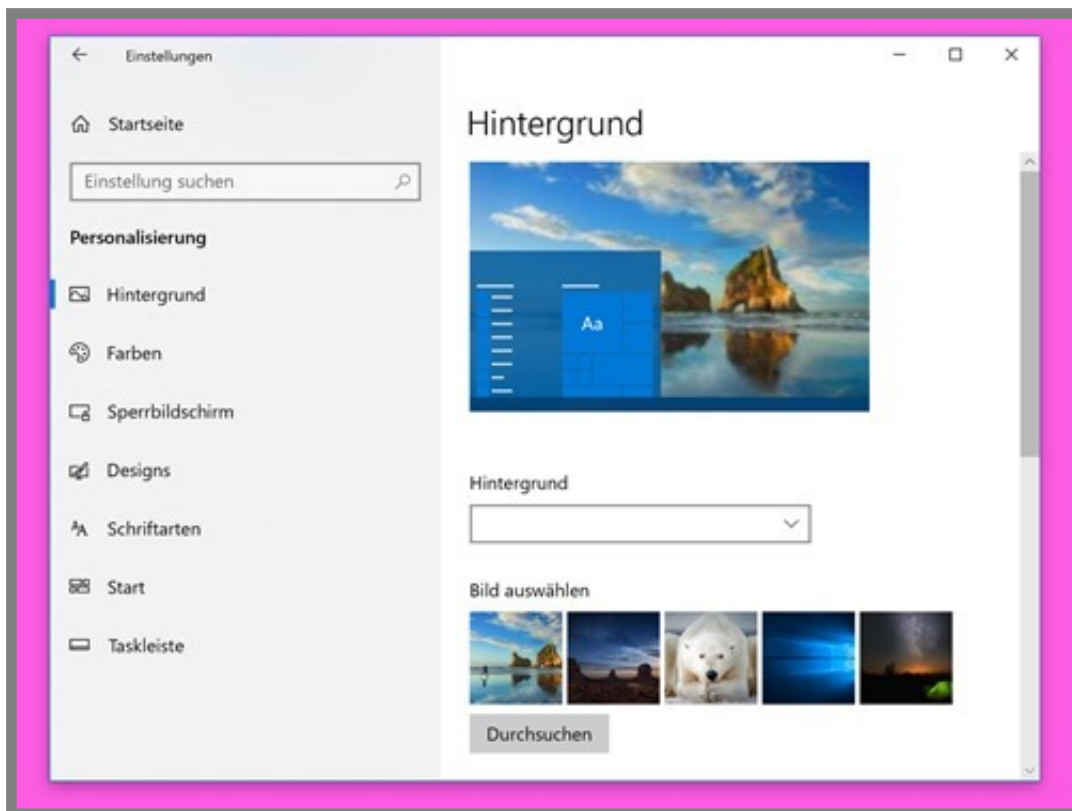 Einstellungen
Startseite
Einstellung suchen
Personalisierung
Hintergrund
Farben
Sperrbildschirm
Designs
Schriftarten
Start
Taskleiste
Hintergrund
Aa
Hintergrund
Bild auswählen
Durchsuchen